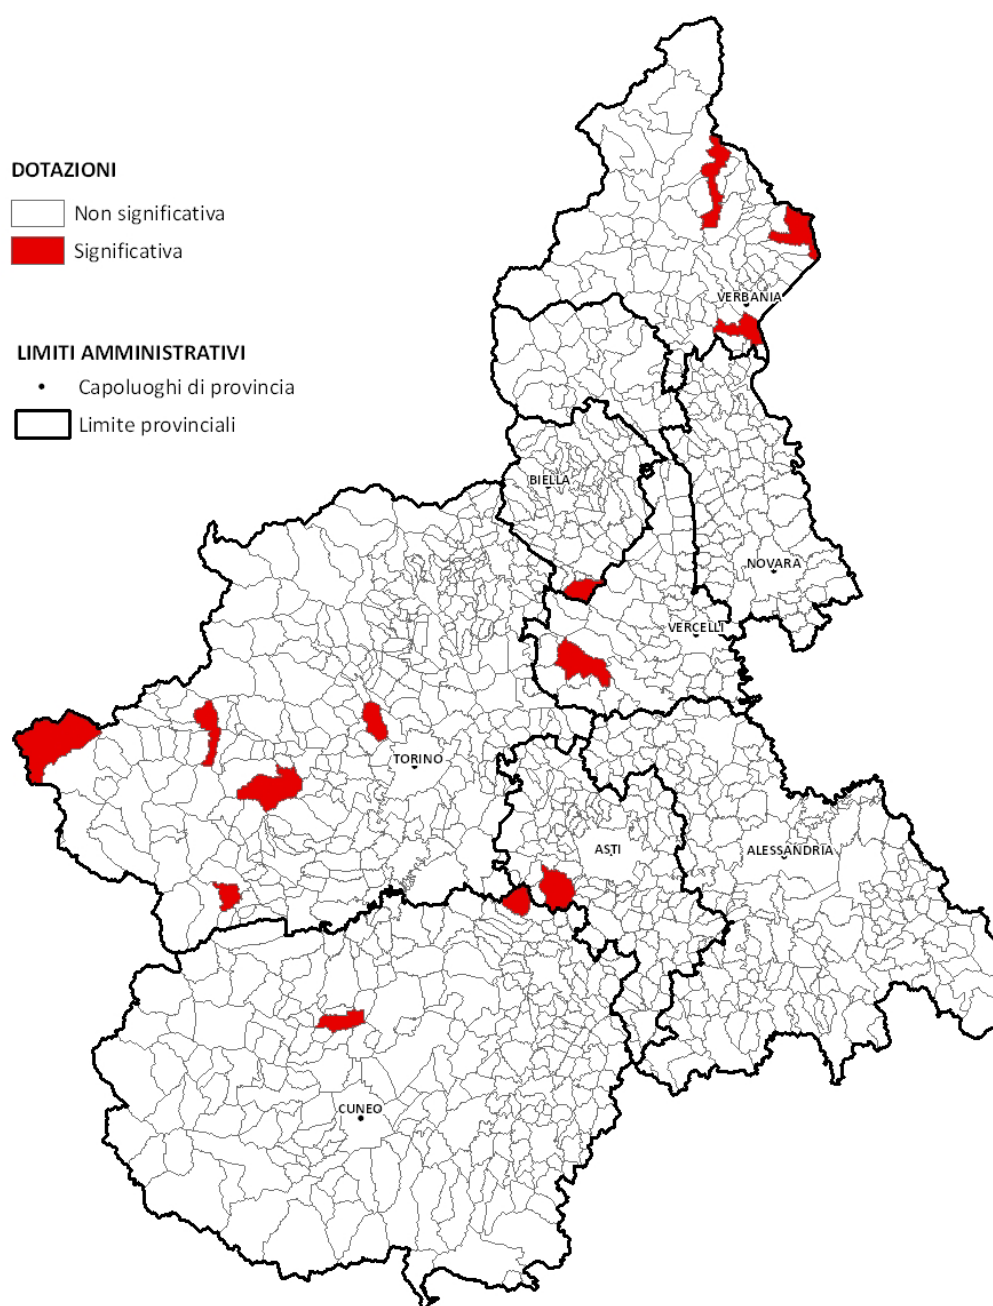 DOTAZIONI
Non significativa
Significativa
LIMITI AMMINISTRATIVI
Capoluoghi di provincia
Limite provinciali
VERBANIA
BIELLA
NOVARA
VERCELLI
TORINO
ASTI
ALESSANDRIA
CUNEO